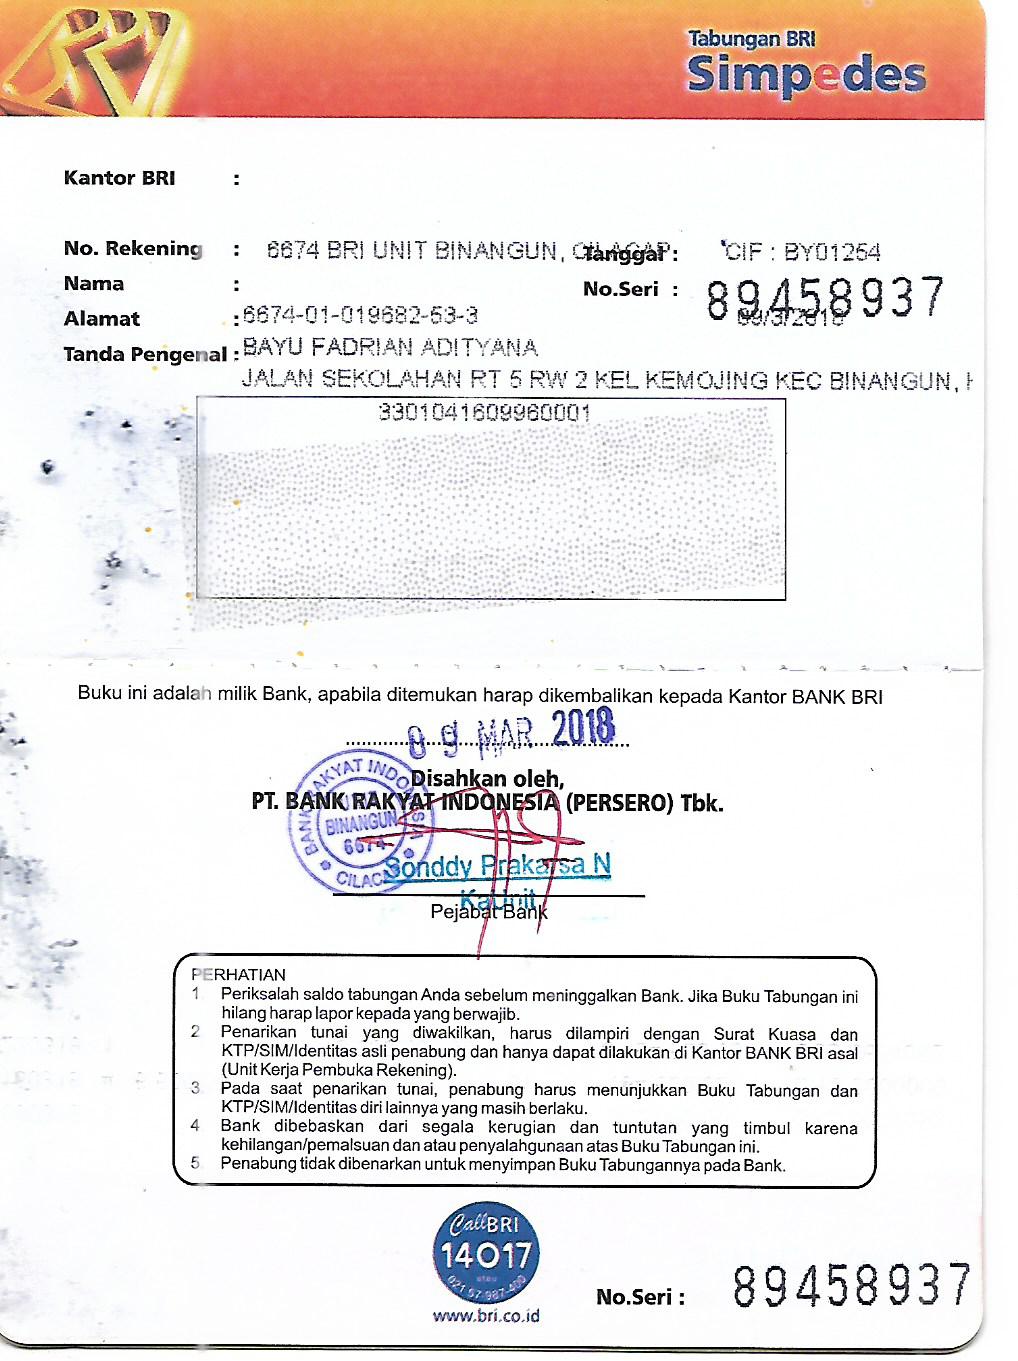 Tabungan BRI
Simpedes
Kantor BRI :
No. Rekening : 6674 BRI UNIT BINANGUN, CILACAP Tanggal : CIF : BY01254
Nama :
No.Seri : 89458937
Alamat : 6674-01-019682-53-3 09/3/2018
Tanda Pengenal : BAYU FADRIAN ADITYANA
JALAN SEKOLAHAN RT 5 RW 2 KEL KEMOJING KEC BINANGUN,
3301041609960001
Buku ini adalah milik Bank, apabila ditemukan harap dikembalikan kepada Kantor BANK BRI
09 MAR 2018
Disahkan oleh,
PT. BANK RAKYAT INDONESIA (PERSERO) Tbk.
BANK RAKYAT INDONESIA
UNIT
BINANGUN
6674
CILACAP
Sonddy Prakarsa N
KaUnit
Pejabat Bank
PERHATIAN
1 Periksalah saldo tabungan Anda sebelum meninggalkan Bank. Jika Buku Tabungan ini
hilang harap lapor kepada yang berwajib.
2 Penarikan tunai yang diwakilkan, harus dilampiri dengan Surat Kuasa dan
KTP/SIM/Identitas asli penabung dan hanya dapat dilakukan di Kantor BANK BRI asal
(Unit Kerja Pembuka Rekening).
3 Pada saat penarikan tunai, penabung harus menunjukkan Buku Tabungan dan
KTP/SIM/Identitas diri lainnya yang masih berlaku.
4 Bank dibebaskan dari segala kerugian dan tuntutan yang timbul karena
kehilangan/pemalsuan dan atau penyalahgunaan atas Buku Tabungan ini.
5 Penabung tidak dibenarkan untuk menyimpan Buku Tabungannya pada Bank.
Call BRI
14017
atau
021 57-987-400
www.bri.co.id
No.Seri : 89458937